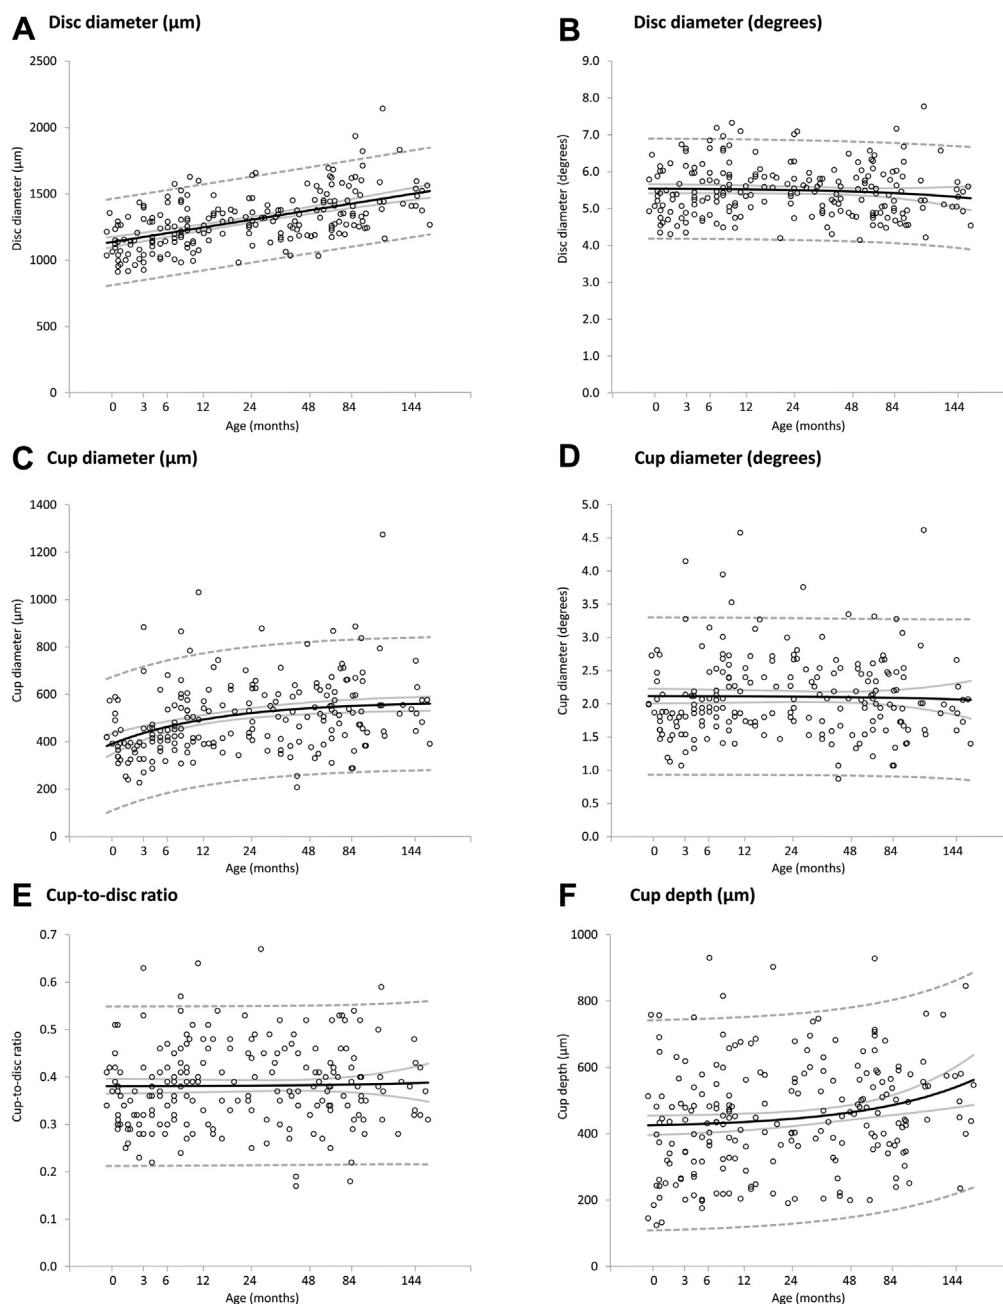 A Disc diameter (µm)
2500
2000
1500
1000
500
0
Disc diameter (µm)
0 3 6 12 24 48 84 144
Age (months)
B Disc diameter (degrees)
9.0
8.0
7.0
6.0
5.0
4.0
3.0
2.0
1.0
0.0
Disc diameter (degrees)
0 3 6 12 24 48 84 144
Age (months)
C Cup diameter (µm)
1400
1200
1000
800
600
400
200
0
Cup diameter (µm)
0 3 6 12 24 48 84 144
Age (months)
D Cup diameter (degrees)
5.0
4.5
4.0
3.5
3.0
2.5
2.0
1.5
1.0
0.5
0.0
Cup diameter (degrees)
0 3 6 12 24 48 84 144
Age (months)
E Cup-to-disc ratio
0.7
0.6
0.5
0.4
0.3
0.2
0.1
0.0
Cup-to-disc ratio
0 3 6 12 24 48 84 144
Age (months)
F Cup depth (µm)
1000
800
600
400
200
0
Cup depth (µm)
0 3 6 12 24 48 84 144
Age (months)